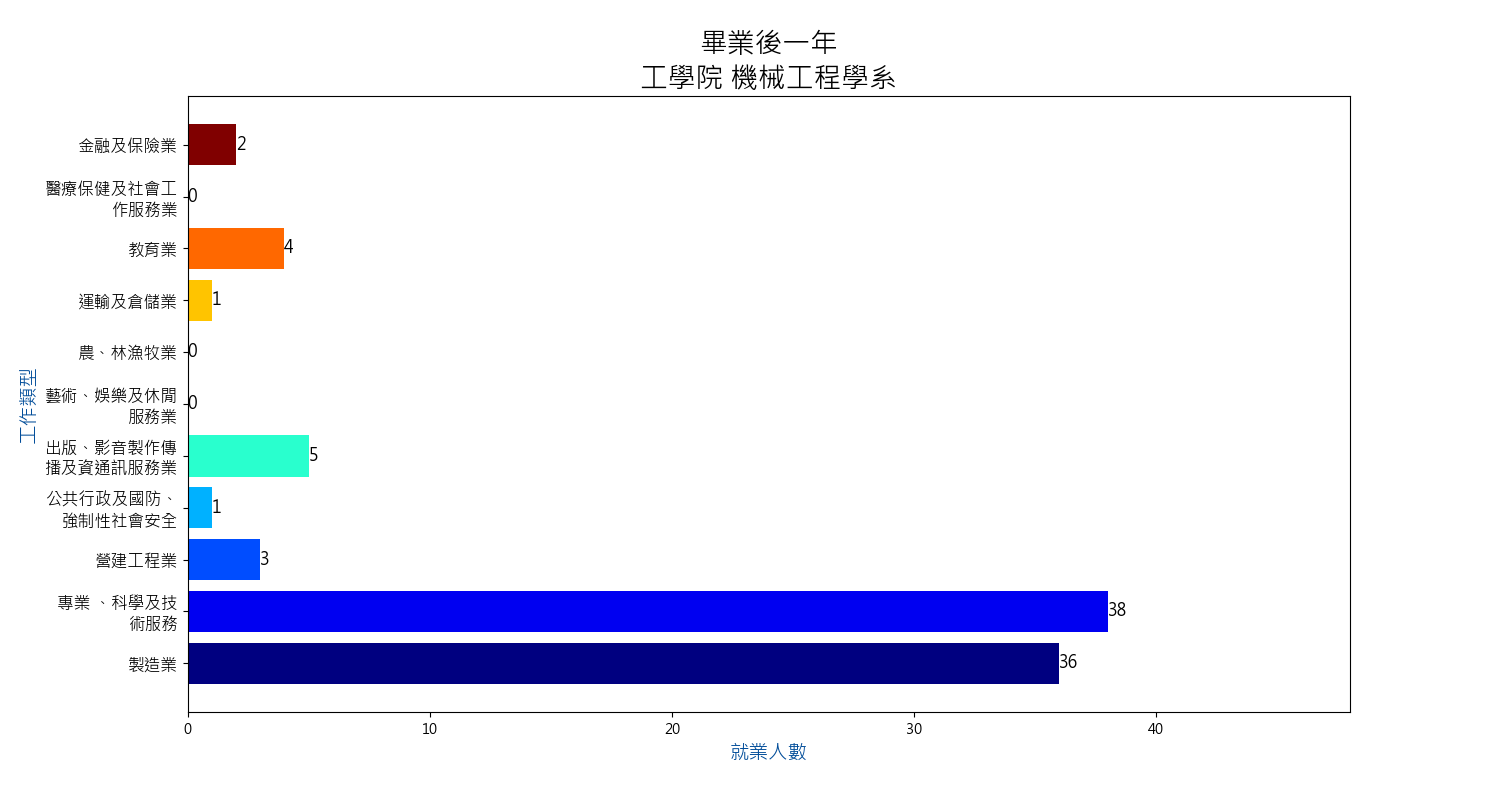 畢業後一年
工學院 機械工程學系
金融及保險業
2
醫療保健及社會工
作服務業
0
教育業
4
運輸及倉儲業
1
農、林漁牧業
0
藝術、娛樂及休閒
服務業
0
出版、影音製作傳
播及資通訊服務業
5
公共行政及國防、
強制性社會安全
1
營建工程業
3
專業 、科學及技
術服務
38
製造業
36
工作類型
0 10 20 30 40
就業人數